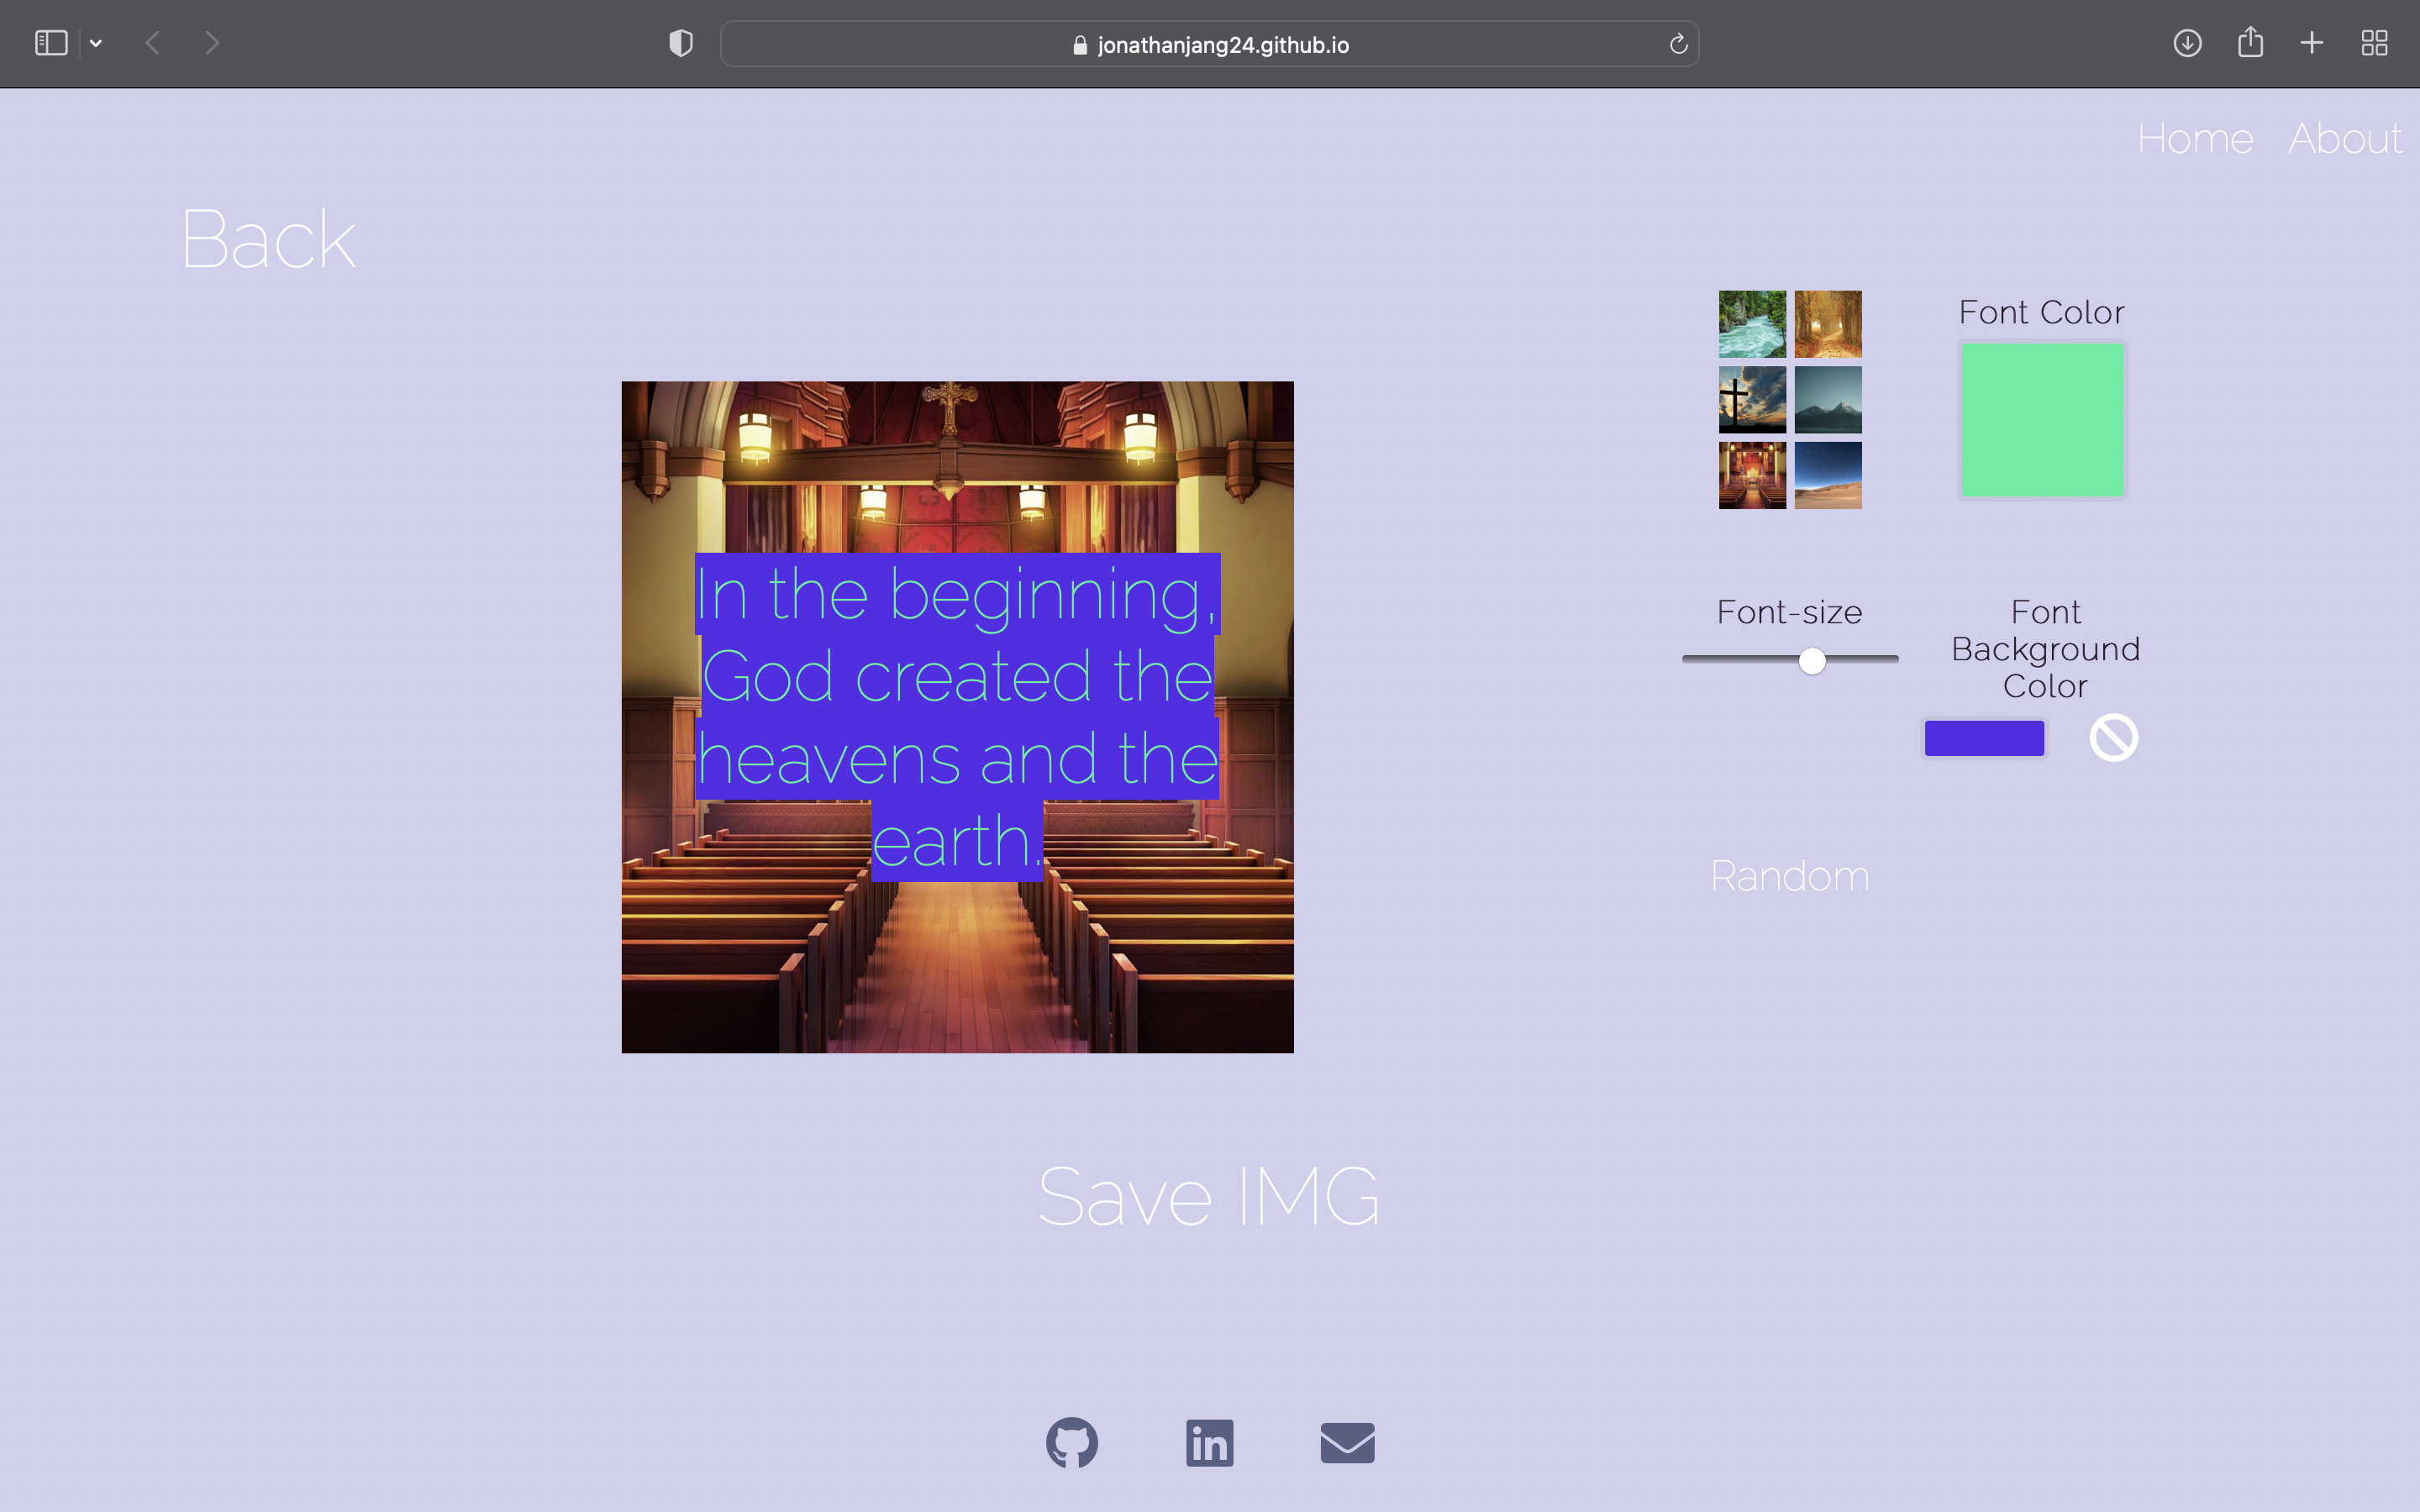 jonathanjang24.github.io
Home About
Back
Font Color
In the beginning,
God created the
heavens and the
earth.
Font-size
Font
Background
Color
Random
Save IMG
in